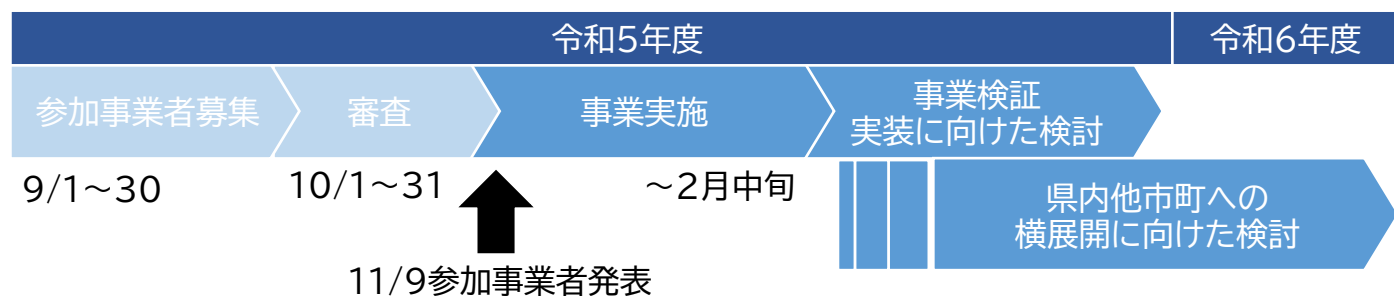 令和5年度
令和6年度
参加事業者募集
審査
事業実施
事業検証
実装に向けた検討
9/1～30
10/1～31
～2月中旬
県内他市町への
横展開に向けた検討
11/9参加事業者発表